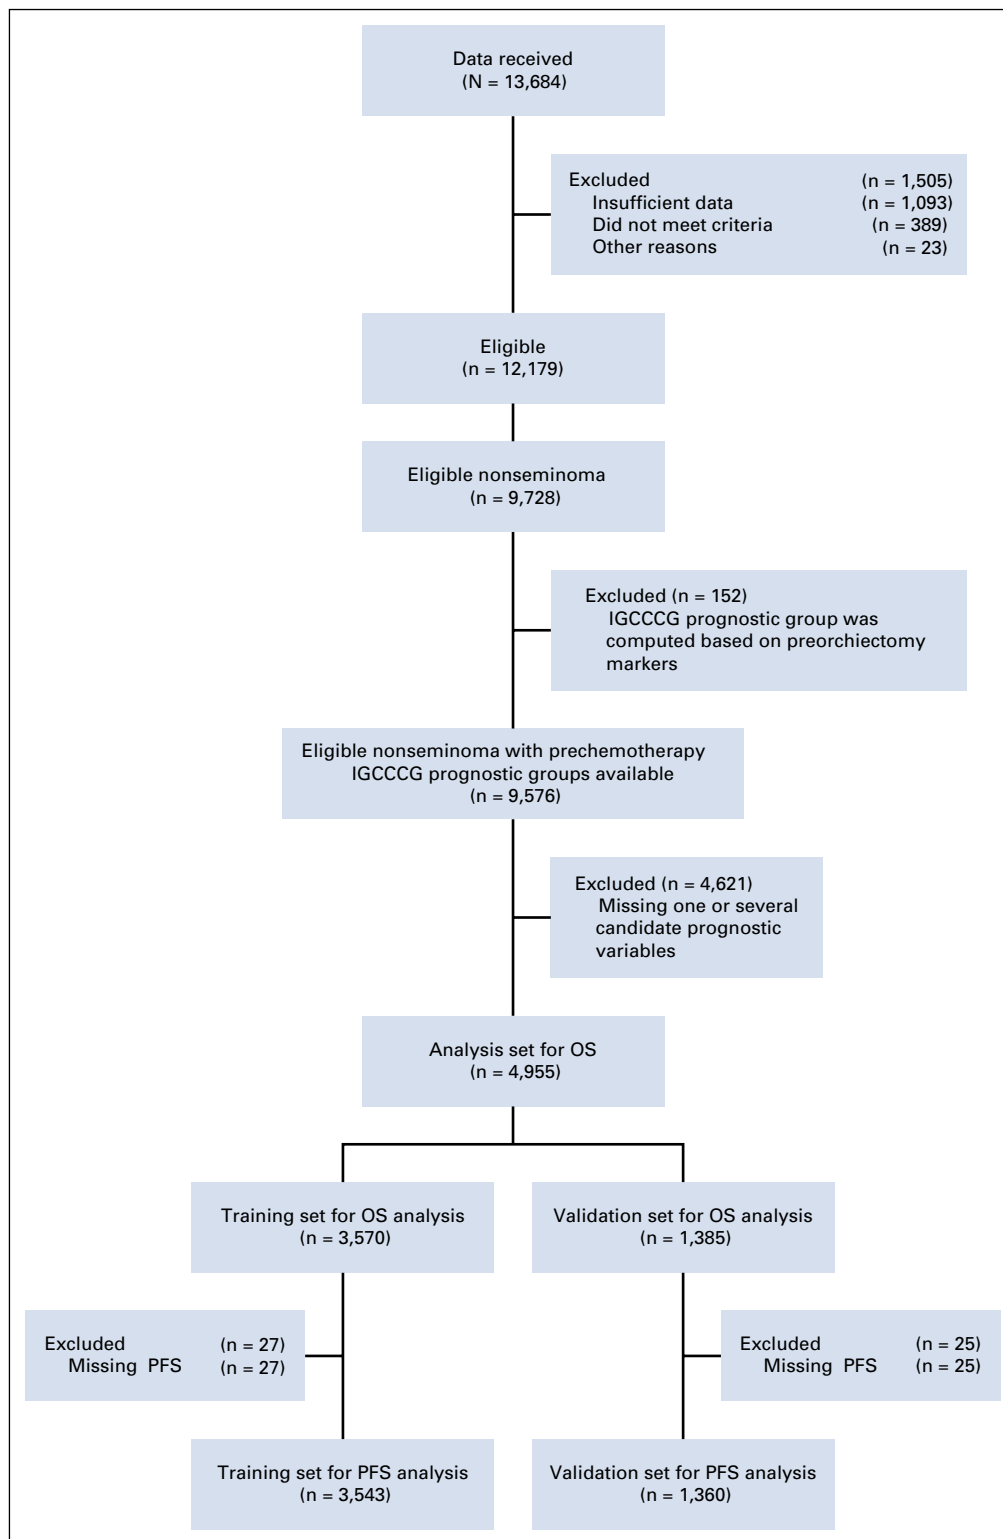 Data received
(N = 13,684)
Excluded (n = 1,505)
Insufficient data (n = 1,093)
Did not meet criteria (n = 389)
Other reasons (n = 23)
Eligible
(n = 12,179)
Eligible nonseminoma
(n = 9,728)
Excluded (n = 152)
IGCCCG prognostic group was
computed based on preorchiectomy
markers
Eligible nonseminoma with prechemotherapy
IGCCCG prognostic groups available
(n = 9,576)
Excluded (n = 4,621)
Missing one or several
candidate prognostic
variables
Analysis set for OS
(n = 4,955)
Training set for OS analysis
(n = 3,570)
Validation set for OS analysis
(n = 1,385)
Excluded (n = 27)
Missing PFS (n = 27)
Excluded (n = 25)
Missing PFS (n = 25)
Training set for PFS analysis
(n = 3,543)
Validation set for PFS analysis
(n = 1,360)